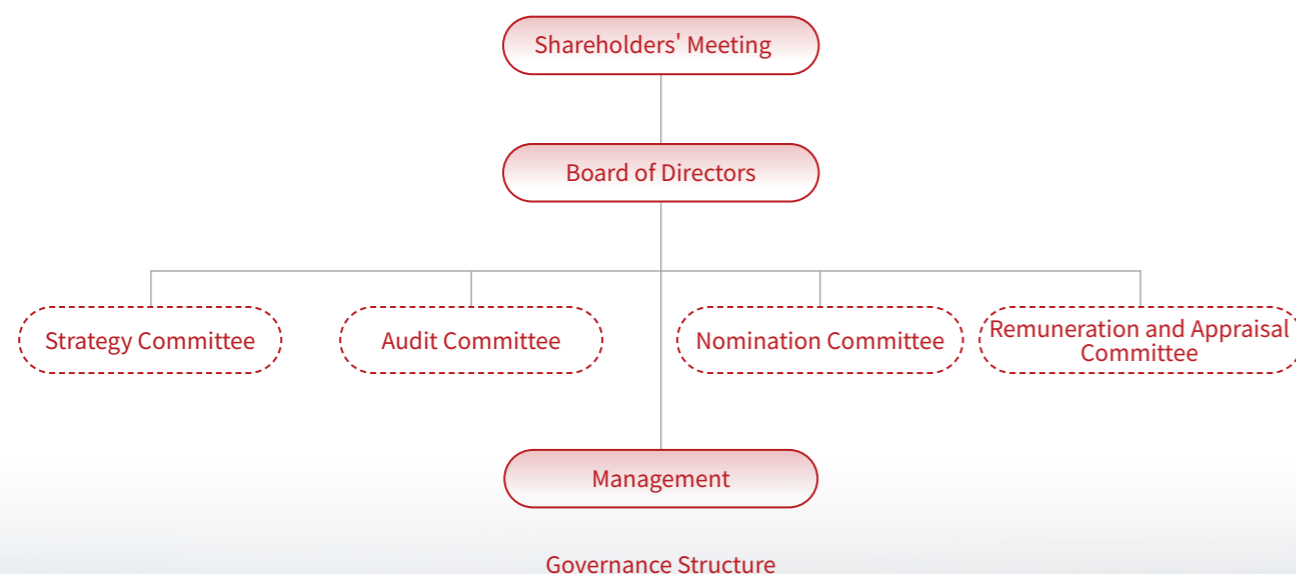 Shareholders' Meeting
Board of Directors
Strategy Committee
Audit Committee
Nomination Committee
Remuneration and Appraisal
Committee
Management
Governance Structure